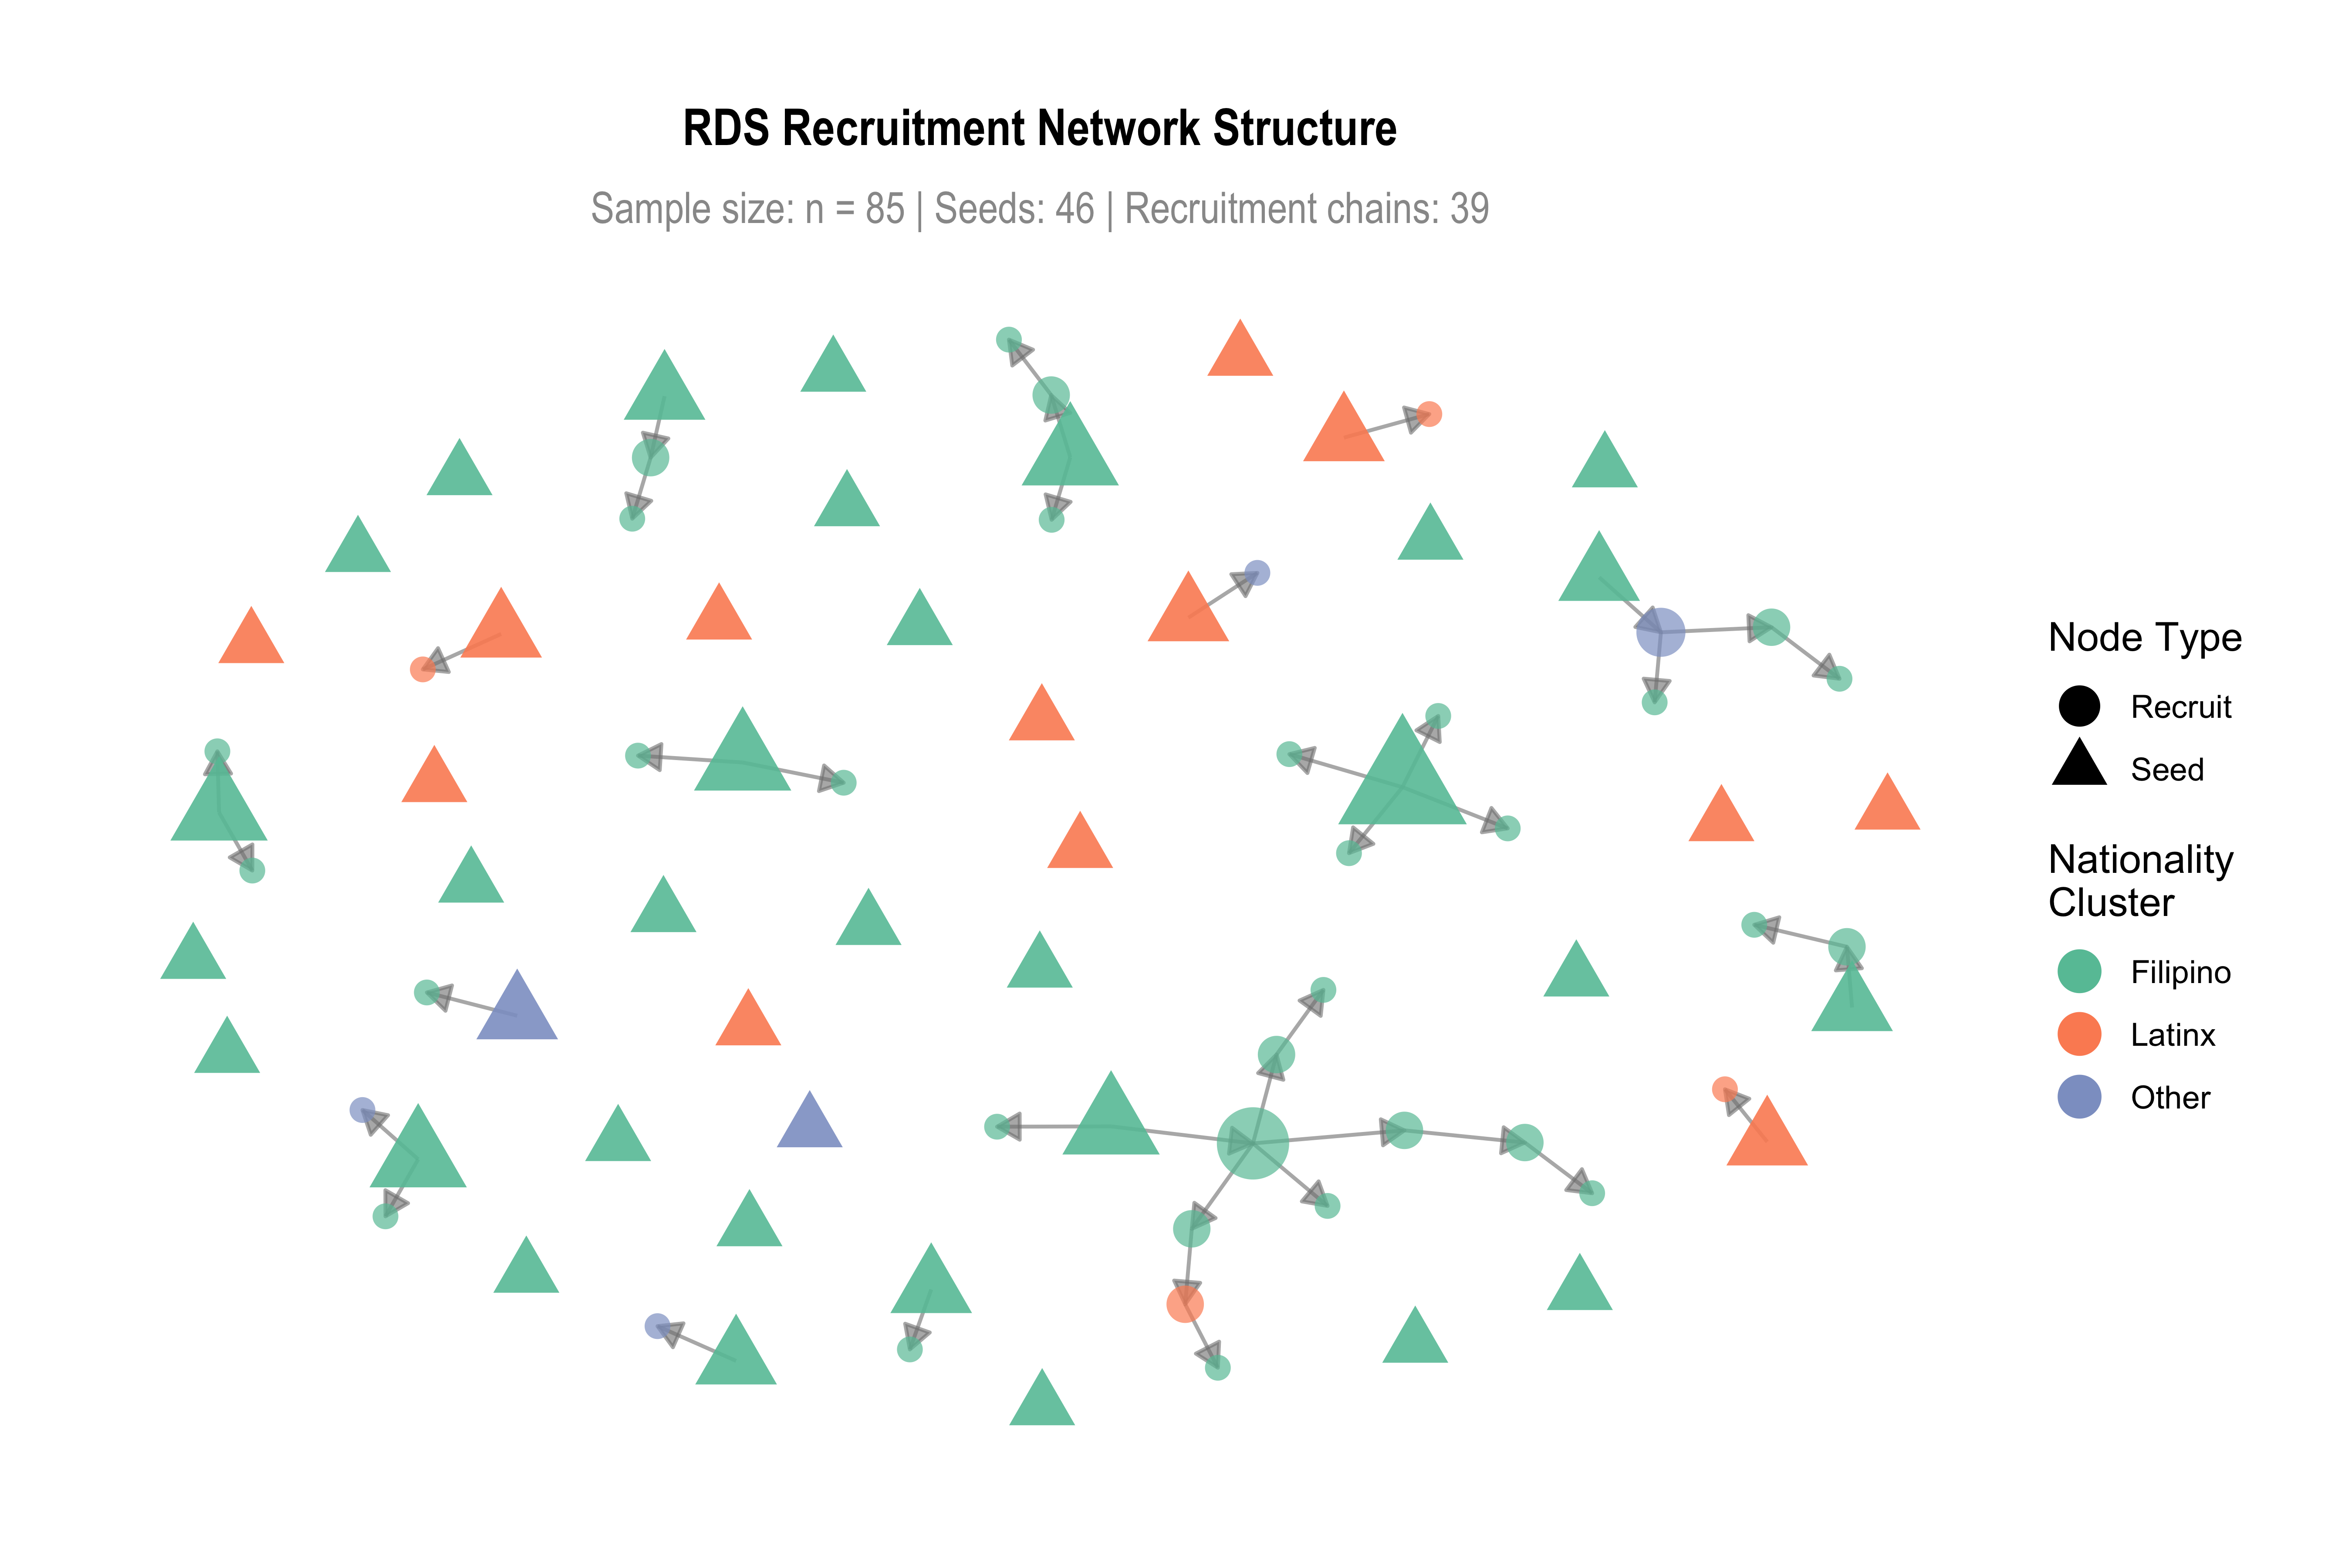 RDS Recruitment Network Structure
Sample size: n = 85 | Seeds: 46 | Recruitment chains: 39
Node Type
Recruit
Seed
Nationality
Cluster
Filipino
Latinx
Other